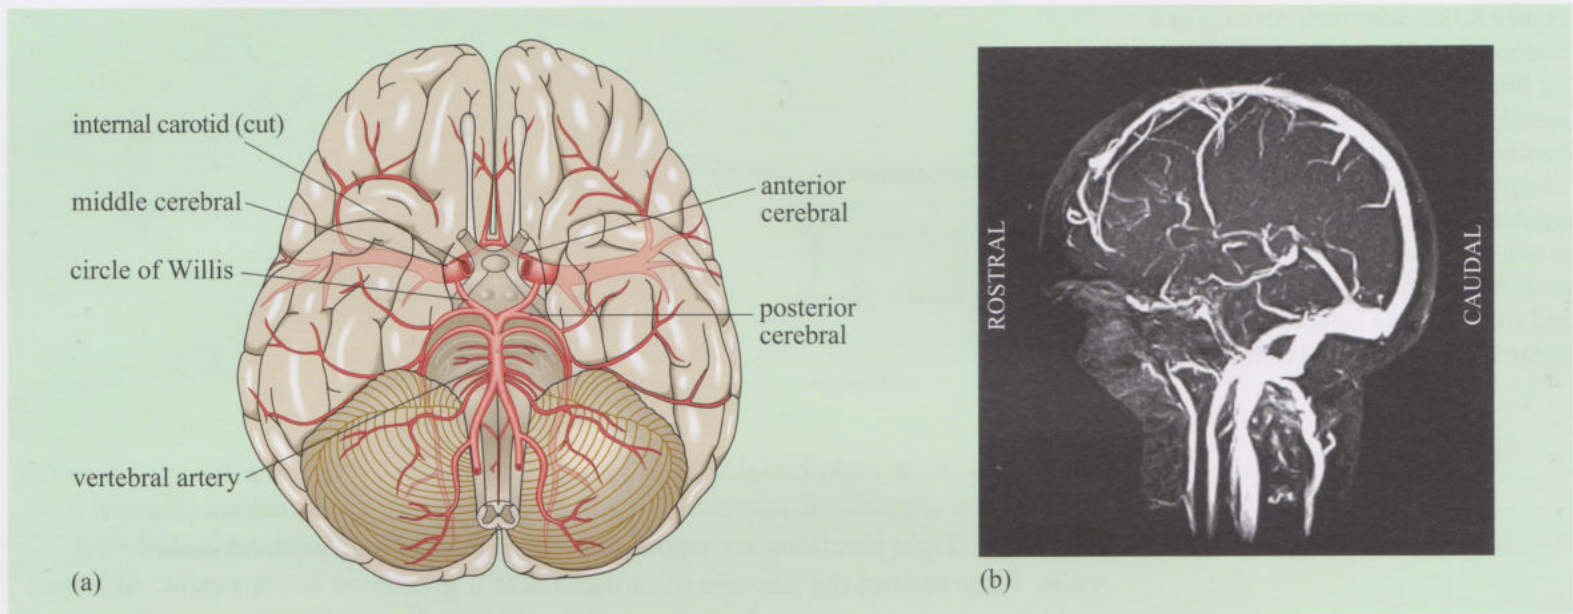 internal carotid (cut)
middle cerebral
circle of Willis
vertebral artery
anterior
cerebral
posterior
cerebral
(a)
ROSTRAL
CAUDAL
(b)